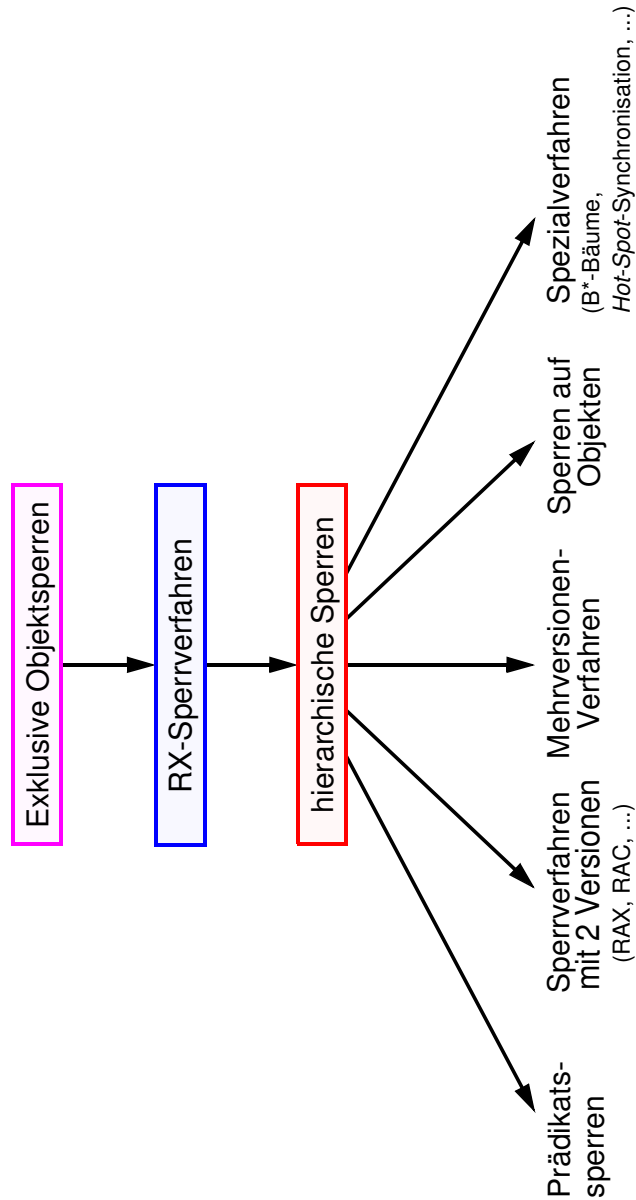 Exklusive Objektsperren
RX-Sperrverfahren
hierarchische Sperren
Prädikats-
sperren
Sperrverfahren
mit 2 Versionen
(RAX, RAC, ...)
Mehrversionen-
Verfahren
Sperren auf
Objekten
Spezialverfahren
(B*-Bäume,
Hot-Spot-Synchronisation, ...)